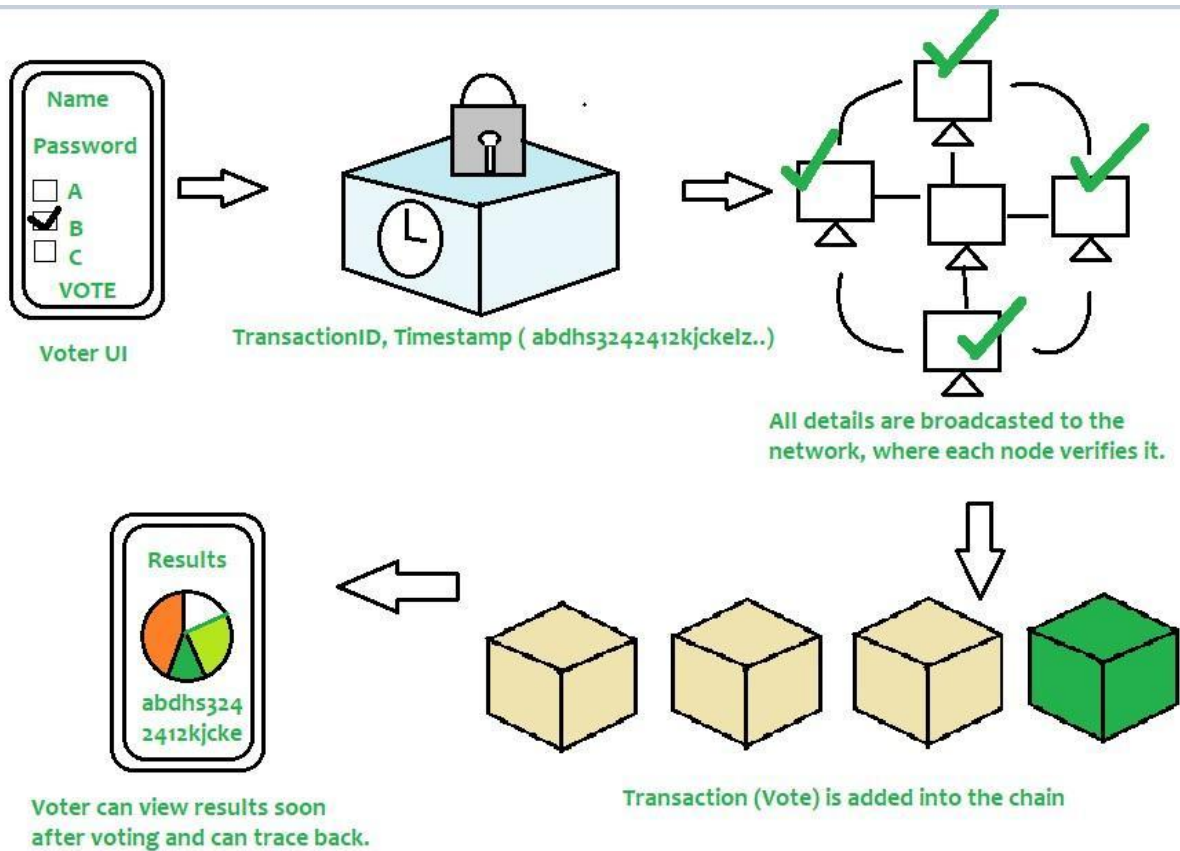 Name
Password
A
B
C
VOTE
Voter UI
TransactionID, Timestamp ( abdhs3242412kjckelz..)
All details are broadcasted to the
network, where each node verifies it.
Results
abdhs324
2412kjcke
Voter can view results soon
after voting and can trace back.
Transaction (Vote) is added into the chain